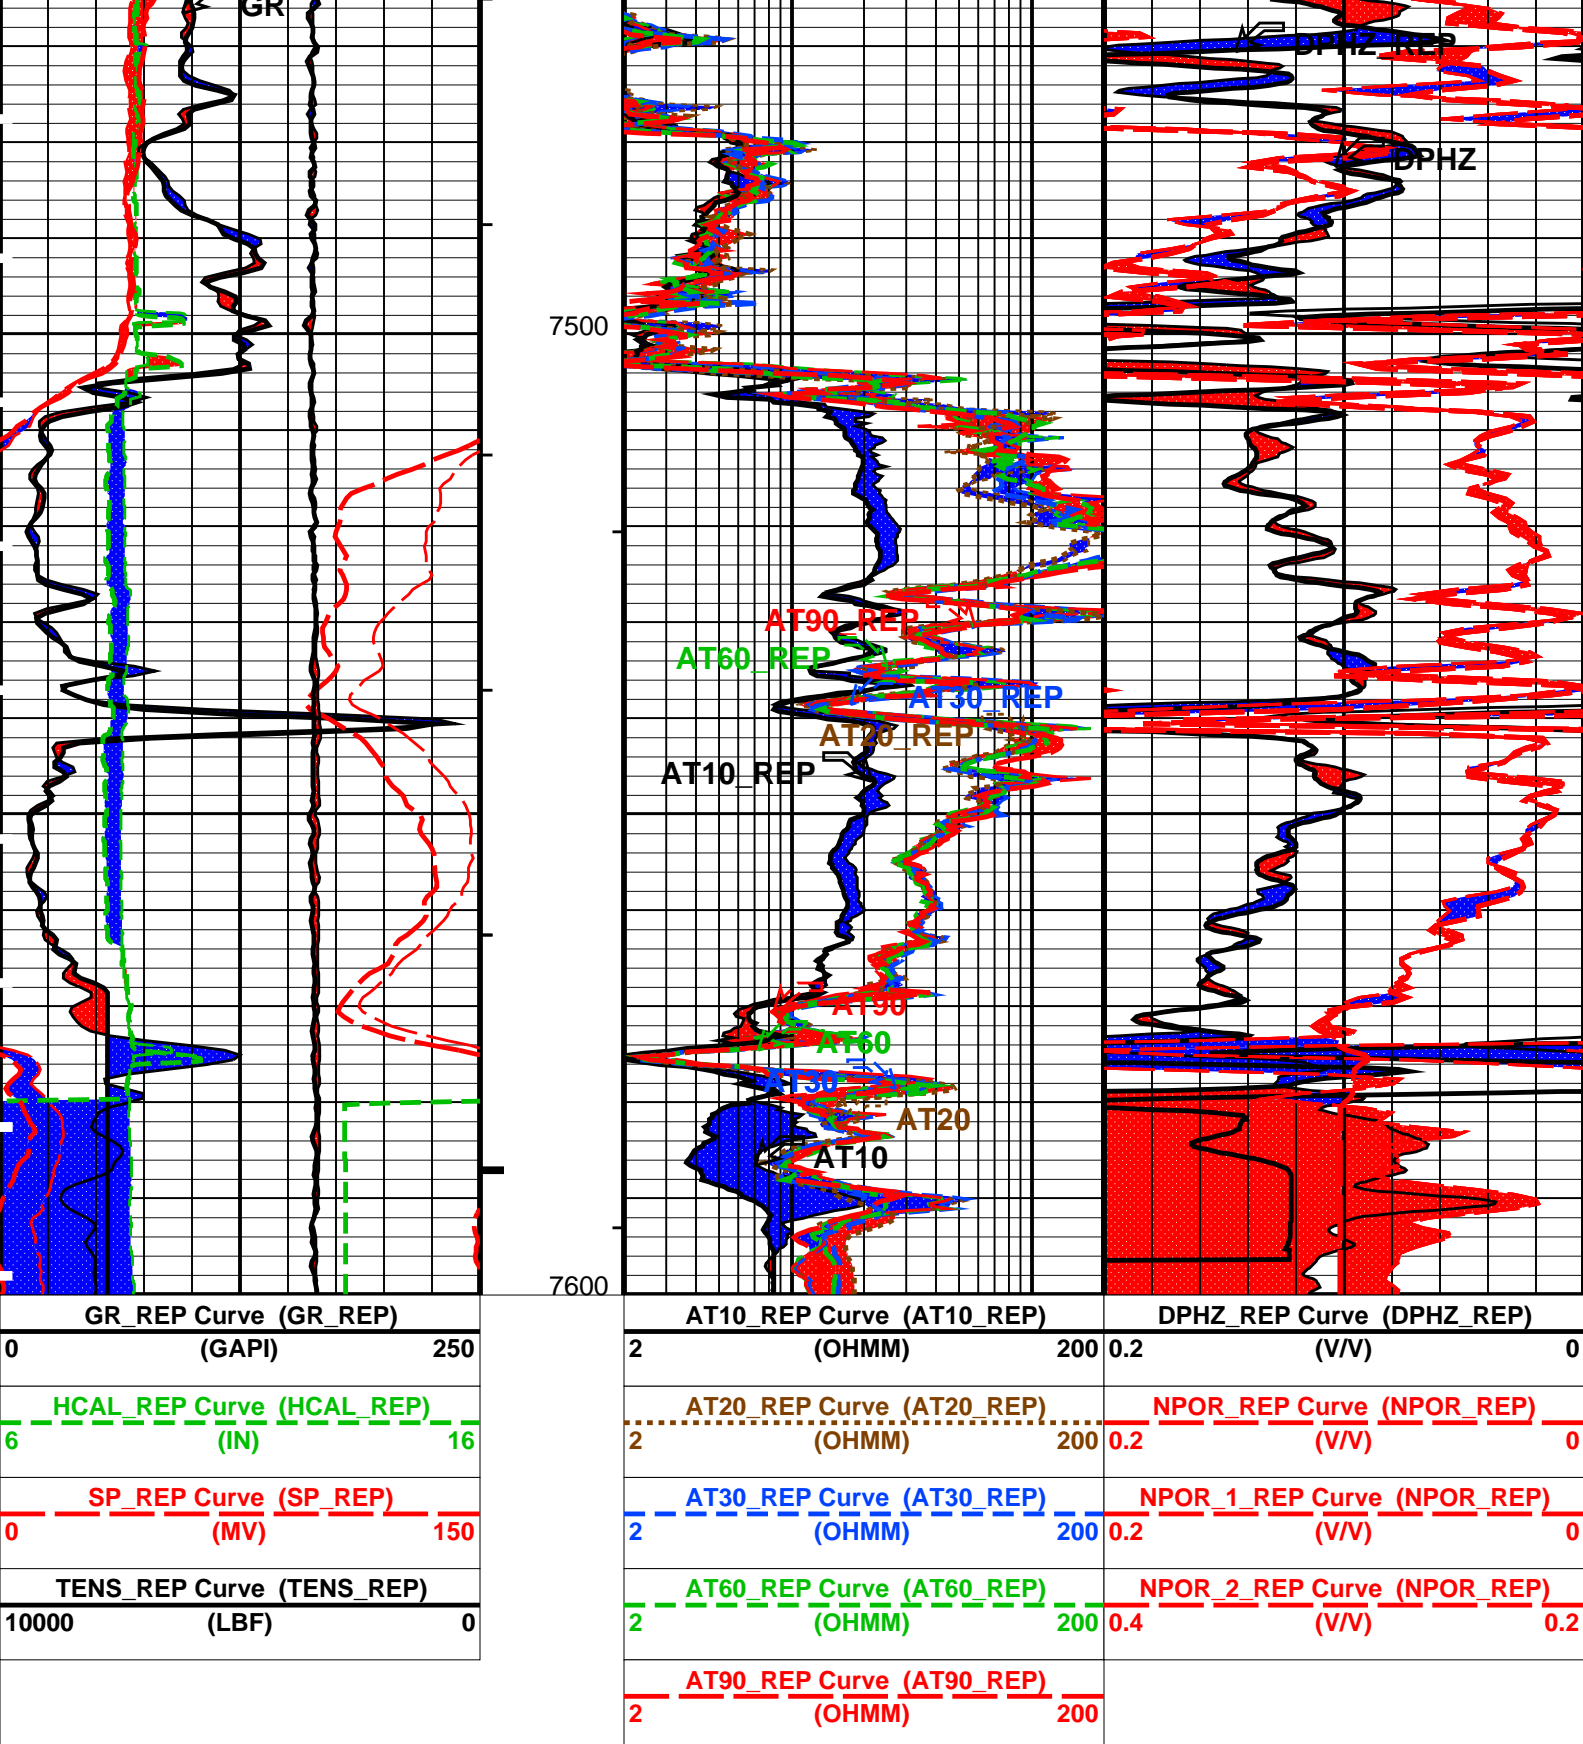 GR
DPHZ_REP
DPHZ
7500
AT90_REP
AT60_REP
AT30_REP
AT20_REP
AT10_REP
AT90
AT60
AT30
AT20
AT10
7600
GR_REP Curve (GR_REP)
0 (GAPI) 250
HCAL_REP Curve (HCAL_REP)
6 (IN) 16
SP_REP Curve (SP_REP)
0 (MV) 150
TENS_REP Curve (TENS_REP)
10000 (LBF) 0
AT10_REP Curve (AT10_REP)
2 (OHMM) 200
AT20_REP Curve (AT20_REP)
2 (OHMM) 200
AT30_REP Curve (AT30_REP)
2 (OHMM) 200
AT60_REP Curve (AT60_REP)
2 (OHMM) 200
AT90_REP Curve (AT90_REP)
2 (OHMM) 200
DPHZ_REP Curve (DPHZ_REP)
0.2 (V/V) 0
NPOR_REP Curve (NPOR_REP)
0.2 (V/V) 0
NPOR_1_REP Curve (NPOR_REP)
0.2 (V/V) 0
NPOR_2_REP Curve (NPOR_REP)
0.4 (V/V) 0.2